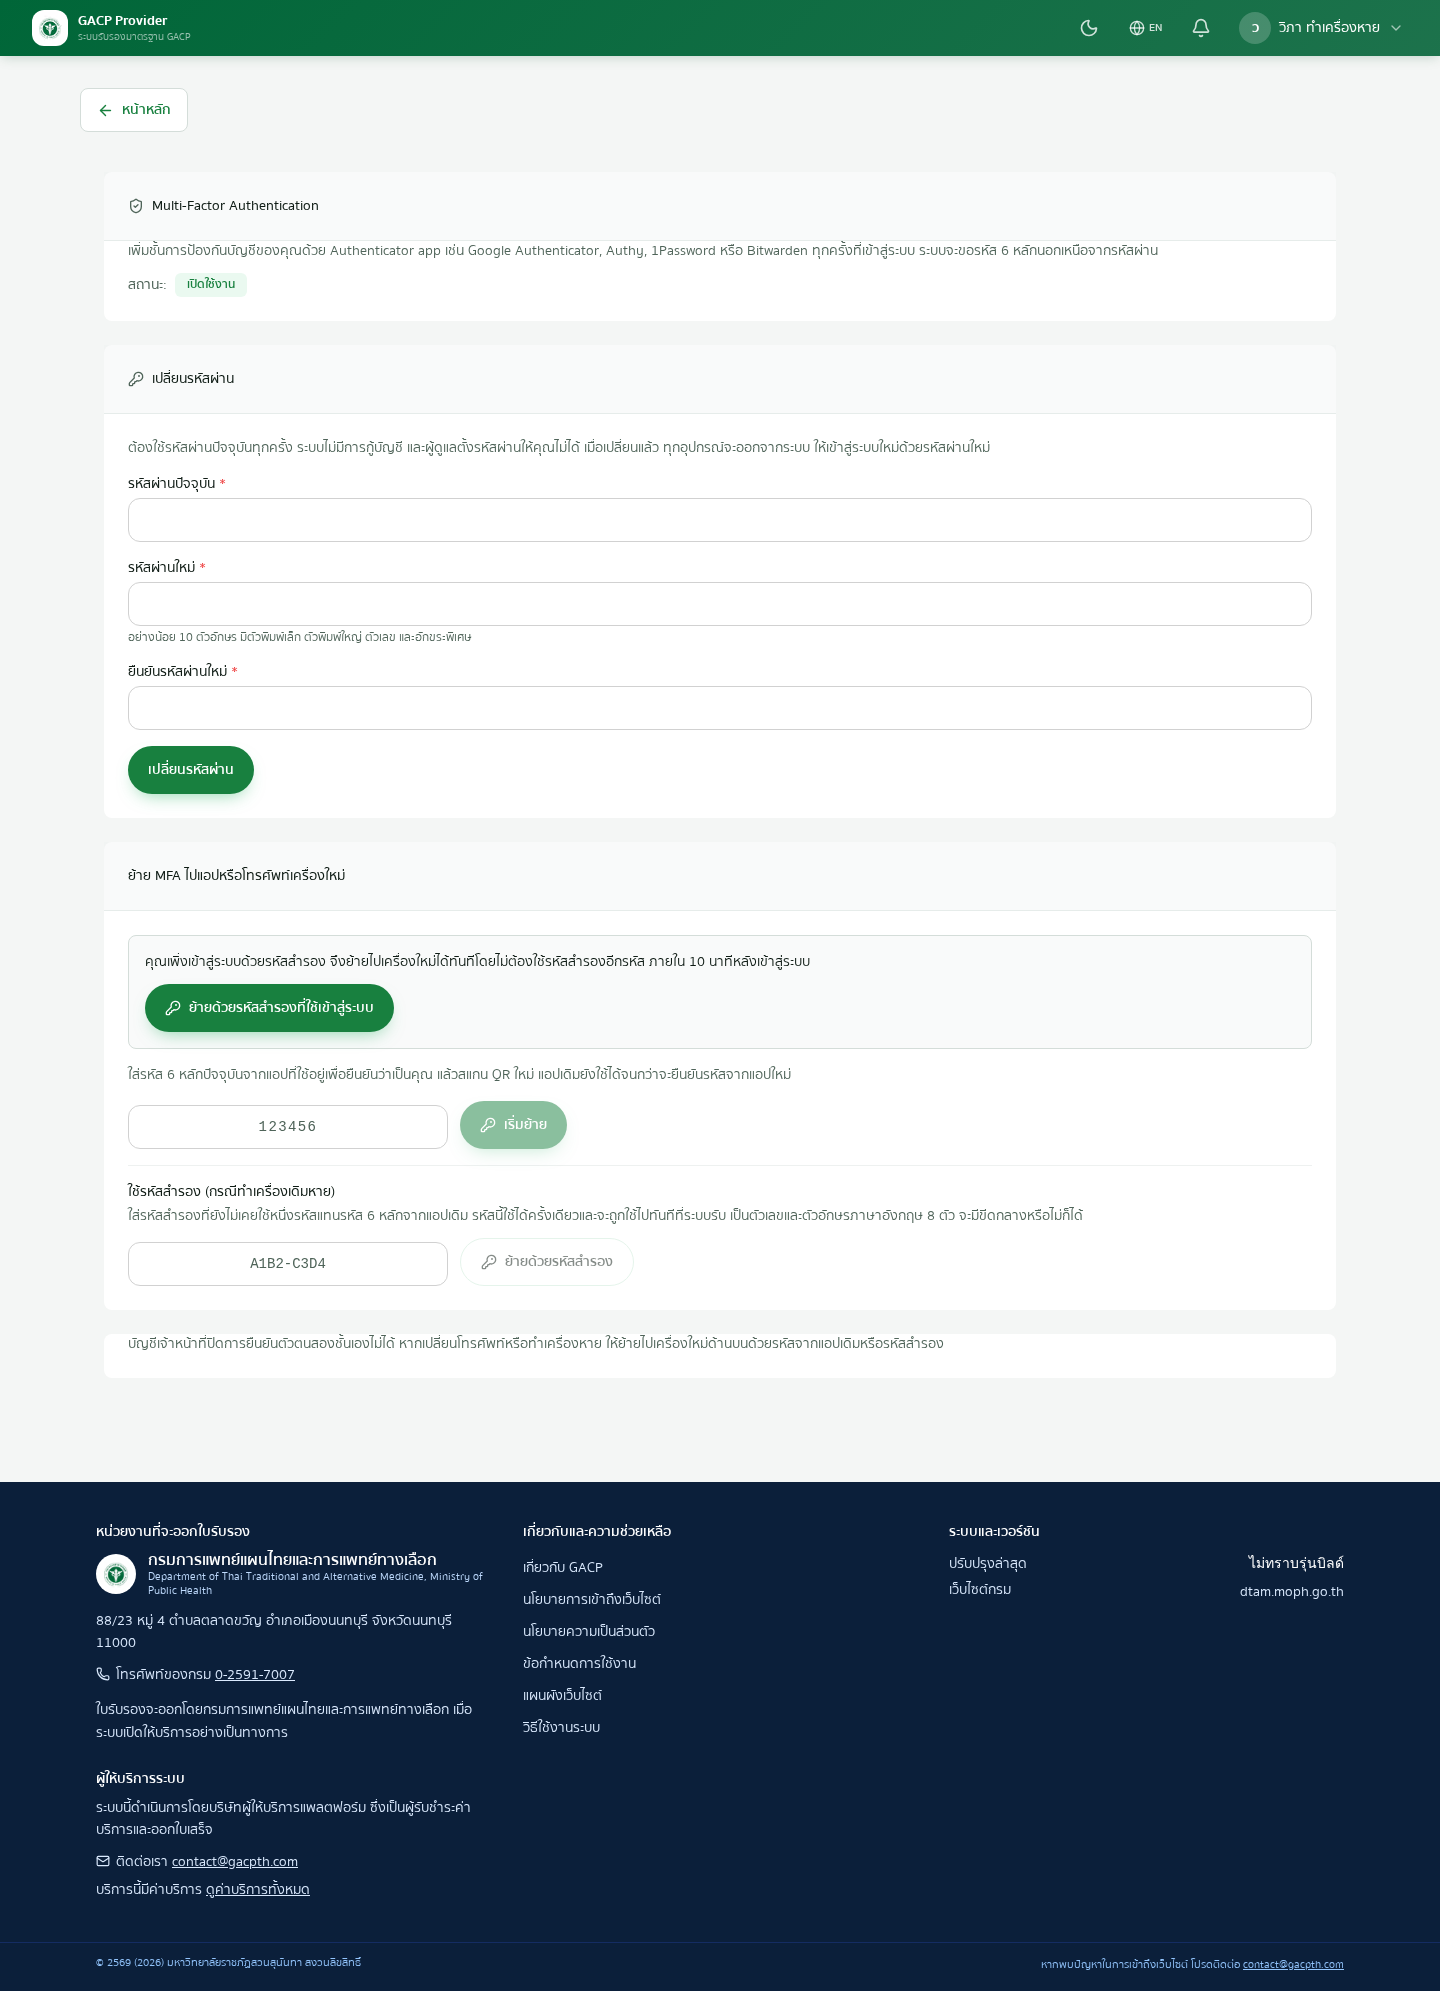 GACP Provider
ระบบรับรองมาตรฐาน GACP
EN
ว
วิภา ทำเครื่องหาย
หน้าหลัก
Multi-Factor Authentication
เพิ่มชั้นการป้องกันบัญชีของคุณด้วย Authenticator app เช่น Google Authenticator, Authy, 1Password หรือ Bitwarden ทุกครั้งที่เข้าสู่ระบบ ระบบจะขอรหัส 6 หลักนอกเหนือจากรหัสผ่าน
สถานะ: เปิดใช้งาน
เปลี่ยนรหัสผ่าน
ต้องใช้รหัสผ่านปัจจุบันทุกครั้ง ระบบไม่มีการกู้บัญชี และผู้ดูแลตั้งรหัสผ่านให้คุณไม่ได้ เมื่อเปลี่ยนแล้ว ทุกอุปกรณ์จะออกจากระบบ ให้เข้าสู่ระบบใหม่ด้วยรหัสผ่านใหม่
รหัสผ่านปัจจุบัน *
รหัสผ่านใหม่ *
อย่างน้อย 10 ตัวอักษร มีตัวพิมพ์เล็ก ตัวพิมพ์ใหญ่ ตัวเลข และอักขระพิเศษ
ยืนยันรหัสผ่านใหม่ *
เปลี่ยนรหัสผ่าน
ย้าย MFA ไปแอปหรือโทรศัพท์เครื่องใหม่
คุณเพิ่งเข้าสู่ระบบด้วยรหัสสำรอง จึงย้ายไปเครื่องใหม่ได้ทันทีโดยไม่ต้องใช้รหัสสำรองอีกรหัส ภายใน 10 นาทีหลังเข้าสู่ระบบ
ย้ายด้วยรหัสสำรองที่ใช้เข้าสู่ระบบ
ใส่รหัส 6 หลักปัจจุบันจากแอปที่ใช้อยู่เพื่อยืนยันว่าเป็นคุณ แล้วสแกน QR ใหม่ แอปเดิมยังใช้ได้จนกว่าจะยืนยันรหัสจากแอปใหม่
123456
เริ่มย้าย
ใช้รหัสสำรอง (กรณีทำเครื่องเดิมหาย)
ใส่รหัสสำรองที่ยังไม่เคยใช้หนึ่งรหัสแทนรหัส 6 หลักจากแอปเดิม รหัสนี้ใช้ได้ครั้งเดียวและจะถูกใช้ไปทันทีที่ระบบรับ เป็นตัวเลขและตัวอักษรภาษาอังกฤษ 8 ตัว จะมีขีดกลางหรือไม่ก็ได้
A1B2-C3D4
ย้ายด้วยรหัสสำรอง
บัญชีเจ้าหน้าที่ปิดการยืนยันตัวตนสองชั้นเองไม่ได้ หากเปลี่ยนโทรศัพท์หรือทำเครื่องหาย ให้ย้ายไปเครื่องใหม่ด้านบนด้วยรหัสจากแอปเดิมหรือรหัสสำรอง
หน่วยงานที่จะออกใบรับรอง
กรมการแพทย์แผนไทยและการแพทย์ทางเลือก
Department of Thai Traditional and Alternative Medicine, Ministry of
Public Health
88/23 หมู่ 4 ตำบลตลาดขวัญ อำเภอเมืองนนทบุรี จังหวัดนนทบุรี
11000
โทรศัพท์ของกรม 0-2591-7007
ใบรับรองจะออกโดยกรมการแพทย์แผนไทยและการแพทย์ทางเลือก เมื่อ
ระบบเปิดให้บริการอย่างเป็นทางการ
ผู้ให้บริการระบบ
ระบบนี้ดำเนินการโดยบริษัทผู้ให้บริการแพลตฟอร์ม ซึ่งเป็นผู้รับชำระค่า
บริการและออกใบเสร็จ
ติดต่อเรา contact@gacpth.com
บริการนี้มีค่าบริการ ดูค่าบริการทั้งหมด
เกี่ยวกับและความช่วยเหลือ
เกี่ยวกับ GACP
นโยบายการเข้าถึงเว็บไซต์
นโยบายความเป็นส่วนตัว
ข้อกำหนดการใช้งาน
แผนผังเว็บไซต์
วิธีใช้งานระบบ
ระบบและเวอร์ชัน
ปรับปรุงล่าสุด ไม่ทราบรุ่นบิลด์
เว็บไซต์กรม dtam.moph.go.th
© 2569 (2026) มหาวิทยาลัยราชภัฏสวนสุนันทา สงวนลิขสิทธิ์
หากพบปัญหาในการเข้าถึงเว็บไซต์ โปรดติดต่อ contact@gacpth.com